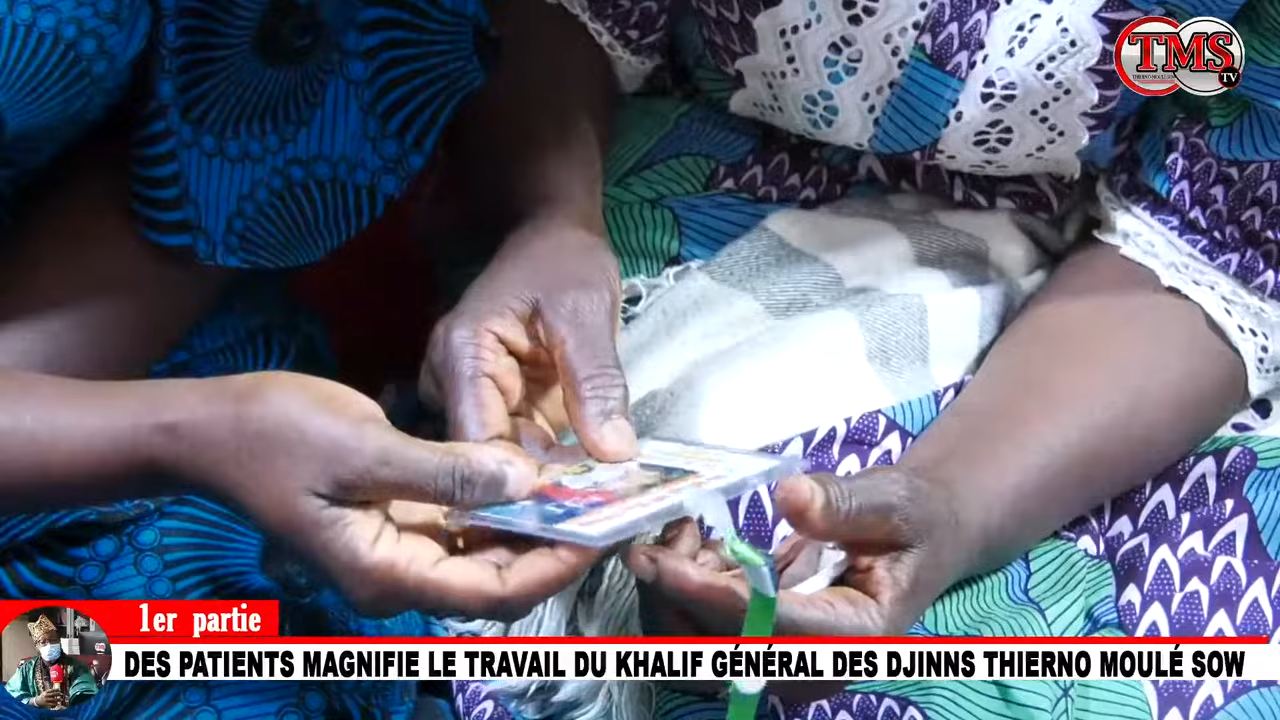 TMS
TV
1er partie
DES PATIENTS MAGNIFIE LE TRAVAIL DU KHALIF GÉNÉRAL DES DJINNS THIERNO MOULÉ SOW